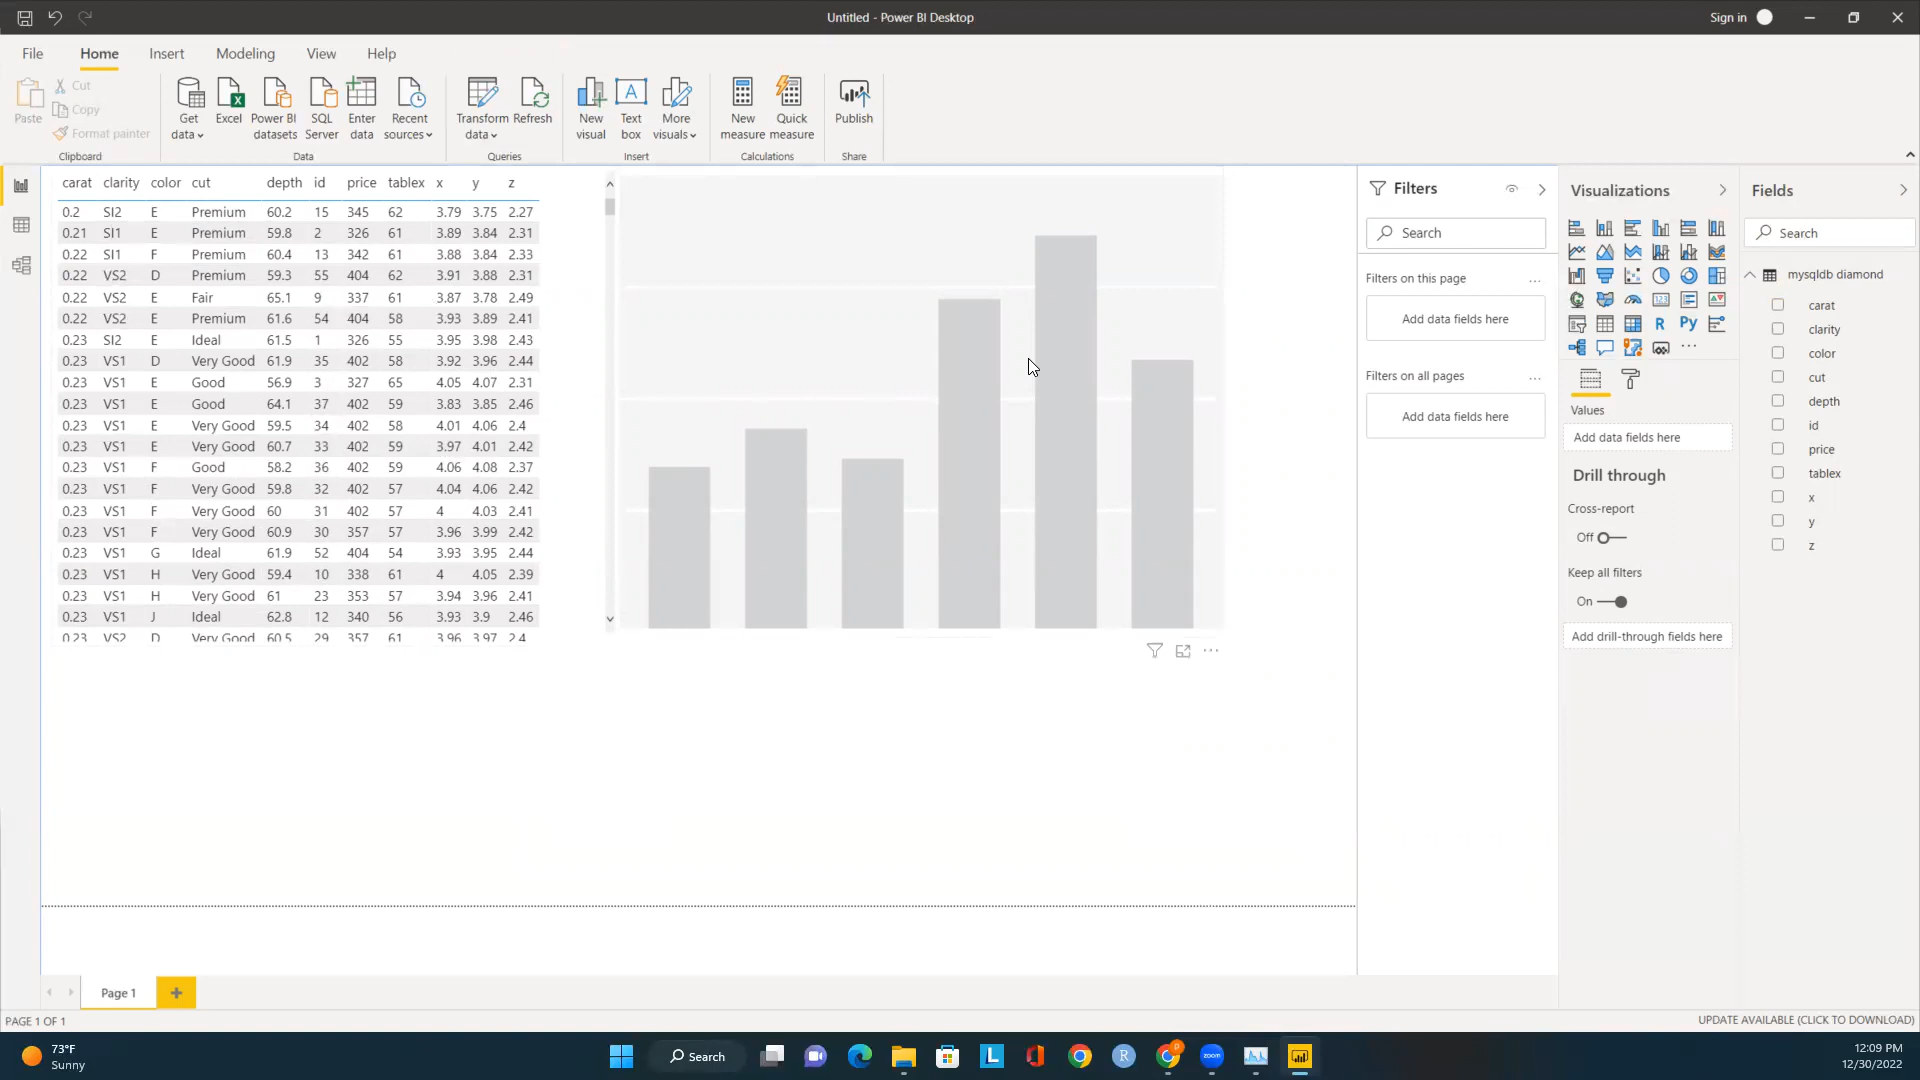 Untitled - Power BI Desktop
Sign in
File Home Insert Modeling View Help
Paste
Cut
Copy
Format painter
Clipboard
Get data
Excel
Power BI datasets
SQL Server
Enter data
Recent sources
Data
Transform data
Refresh
Queries
New visual
Text box
More visuals
Insert
New measure
Quick measure
Calculations
Publish
Share
carat clarity color cut depth id price tablex x y z
0.2 SI2 E Premium 60.2 15 345 62 3.79 3.75 2.27
0.21 SI1 E Premium 59.8 2 326 61 3.89 3.84 2.31
0.22 SI1 F Premium 60.4 13 342 61 3.88 3.84 2.33
0.22 VS2 D Premium 59.3 55 404 62 3.91 3.88 2.31
0.22 VS2 E Fair 65.1 9 337 61 3.87 3.78 2.49
0.22 VS2 E Premium 61.6 54 404 58 3.93 3.89 2.41
0.23 SI2 E Ideal 61.5 1 326 55 3.95 3.98 2.43
0.23 VS1 D Very Good 61.9 35 402 58 3.92 3.96 2.44
0.23 VS1 E Good 56.9 3 327 65 4.05 4.07 2.31
0.23 VS1 E Good 64.1 37 402 59 3.83 3.85 2.46
0.23 VS1 E Very Good 59.5 34 402 58 4.01 4.06 2.4
0.23 VS1 E Very Good 60.7 33 402 59 3.97 4.01 2.42
0.23 VS1 F Good 58.2 36 402 59 4.06 4.08 2.37
0.23 VS1 F Very Good 59.8 32 402 57 4.04 4.06 2.42
0.23 VS1 F Very Good 60 31 402 57 4 4.03 2.41
0.23 VS1 F Very Good 60.9 30 357 57 3.96 3.99 2.42
0.23 VS1 G Ideal 61.9 52 404 54 3.93 3.95 2.44
0.23 VS1 H Very Good 59.4 10 338 61 4 4.05 2.39
0.23 VS1 H Very Good 61 23 353 57 3.94 3.96 2.41
0.23 VS1 J Ideal 62.8 12 340 56 3.93 3.9 2.46
0.23 VS2 D Very Good 60.5 29 357 61 3.96 3.97 2.4
Filters
Search
Filters on this page
Add data fields here
Filters on all pages
Add data fields here
Visualizations
R Py
Values
Add data fields here
Drill through
Cross-report
Off
Keep all filters
On
Add drill-through fields here
Fields
Search
mysqldb diamond
carat
clarity
color
cut
depth
id
price
tablex
x
y
z
Page 1
PAGE 1 OF 1
UPDATE AVAILABLE (CLICK TO DOWNLOAD)
73°F
Sunny
Search
12:09 PM
12/30/2022